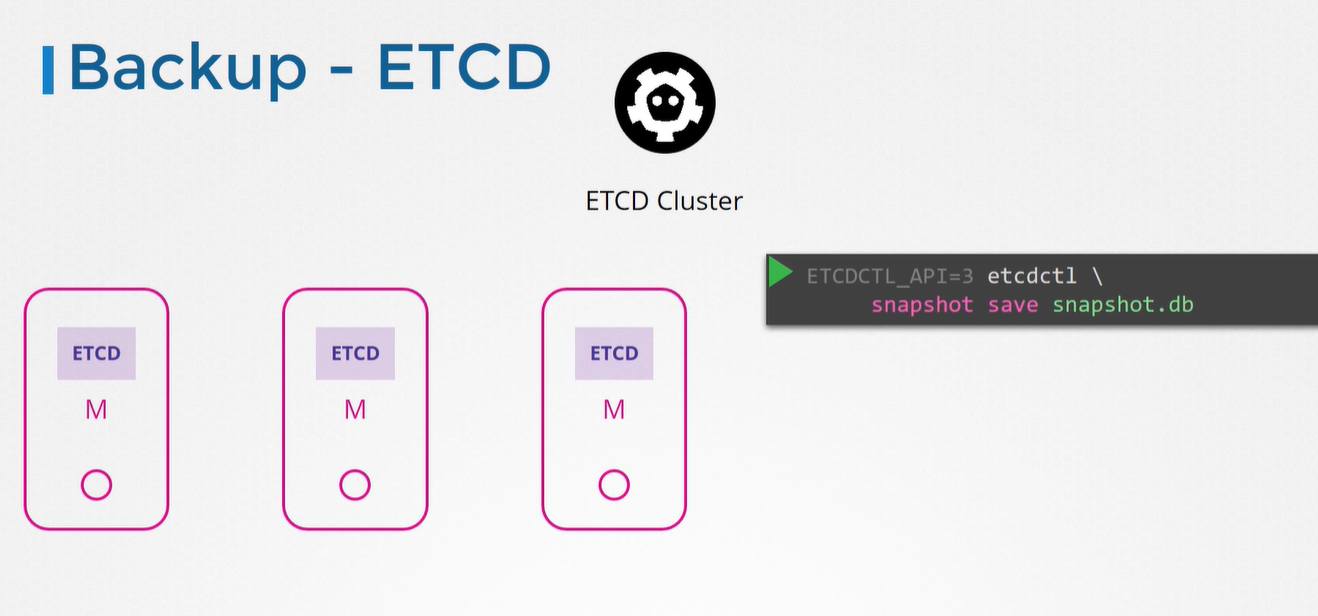 Backup - ETCD
ETCD Cluster
ETCDCTL_API=3 etcdctl \
snapshot save snapshot.db
ETCD
M
ETCD
M
ETCD
M